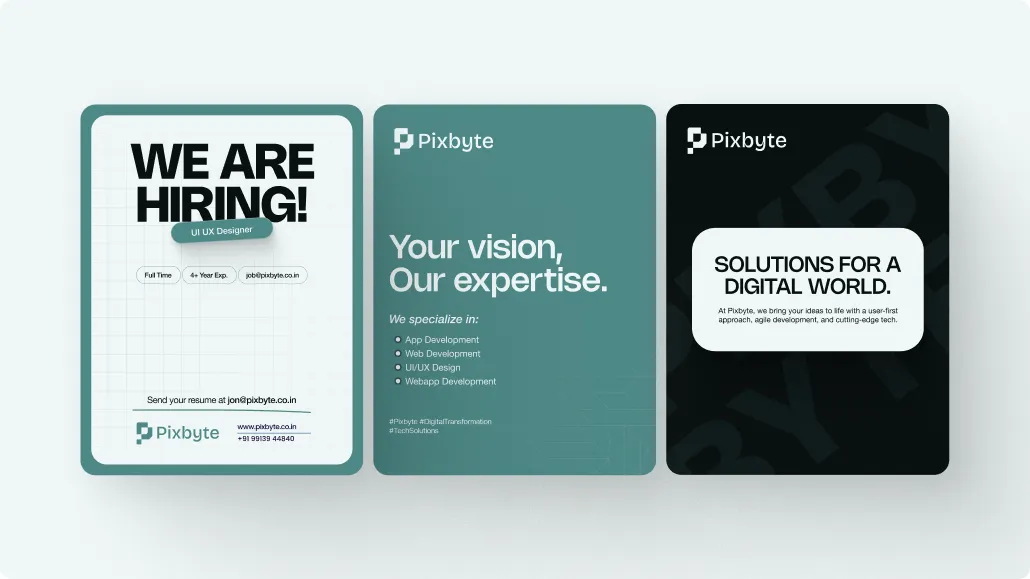 WE ARE
HIRING!
UI UX Designer
Full Time
4+ Year Exp.
job@pixbyte.co.in
Send your resume at jon@pixbyte.co.in
Pixbyte
www.pixbyte.co.in
+91 99139 44840
Pixbyte
Your vision,
Our expertise.
We specialize in:
App Development
Web Development
UI/UX Design
Webapp Development
#Pixbyte #DigitalTransformation
#TechSolutions
Pixbyte
SOLUTIONS FOR A
DIGITAL WORLD.
At Pixbyte, we bring your ideas to life with a user-first
approach, agile development, and cutting-edge tech.